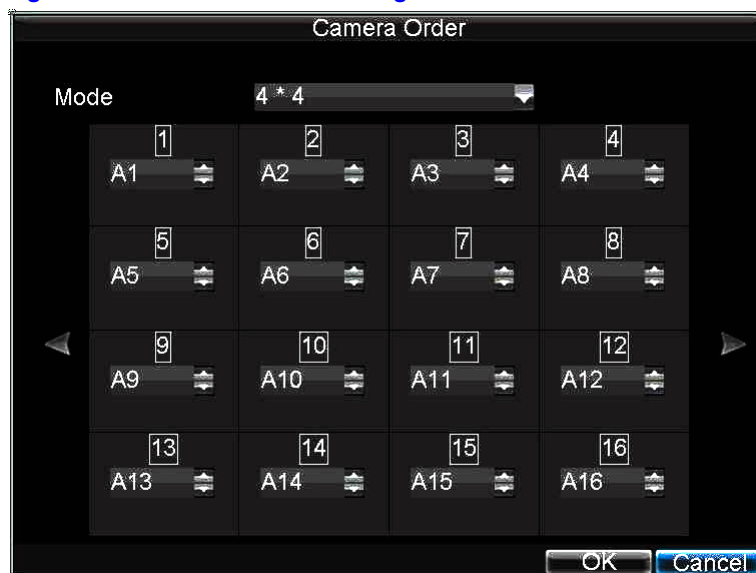 Camera Order
Mode 4 * 4
1 2 3 4
A1 A2 A3 A4
5 6 7 8
A5 A6 A7 A8
9 10 11 12
A9 A10 A11 A12
13 14 15 16
A13 A14 A15 A16
OK Cancel